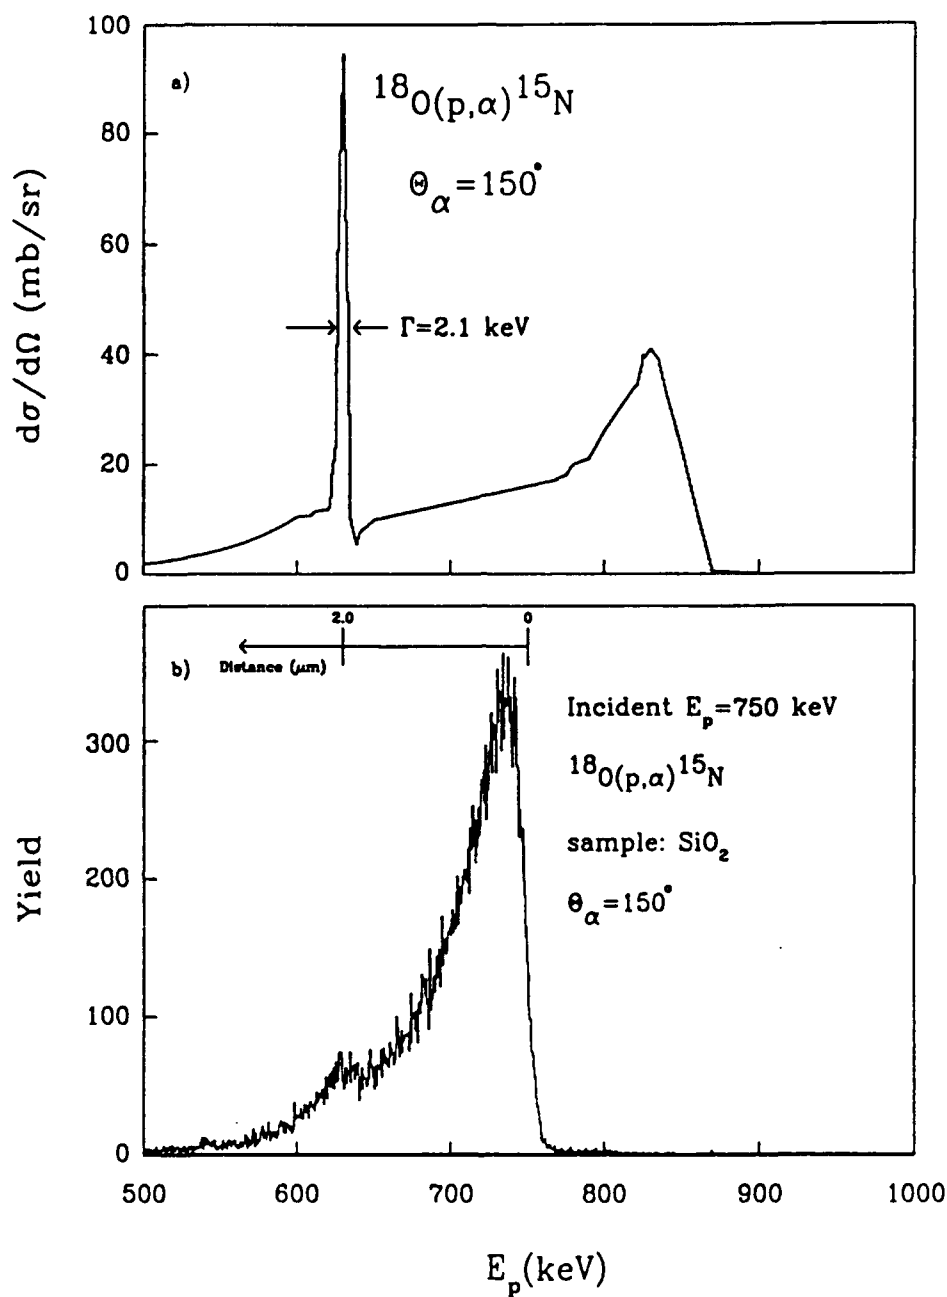 100
80
60
40
20
0
dσ/dΩ (mb/sr)
a)
¹⁸O(p,α)¹⁵N
Θα=150°
Γ=2.1 keV
2.0
0
Distance (μm)
b)
Incident Eₚ=750 keV
¹⁸O(p,α)¹⁵N
sample: SiO₂
Θα=150°
300
200
100
0
Yield
500 600 700 800 900 1000
Eₚ(keV)